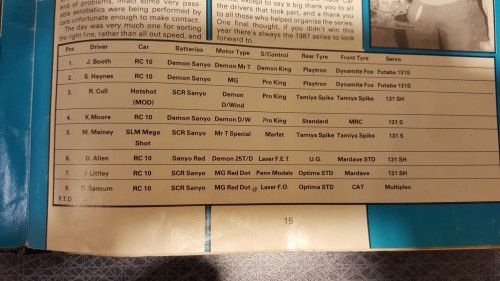 end of problems, infact some very pass-
able aerobatics were being performed by
cars unfortunate enough to make contact.
The day was very much one for sorting
the right line, rather than all out speed, and
except to say a big thank you to all
the drivers that took part, and a thank you
to all those who helped organise the series.
One final thought, if you didn't win this
year there's always the 1987 series to look
forward to.
Pos Driver Car Batteries Motor Type S/Control Rear Tyre Front Tyre Servo
1. J. Booth RC 10 Demon Sanyo Demon Mr T Demon King Playtron Dynamite Fox Futaba 131S
2. S. Haynes RC 10 Demon Sanyo MG Pro King Playtron Dynamite Fox Futaba 131S
3. R. Cull Hotshot SCR Sanyo Demon Pro King Tamiya Spike Tamiya Spike 131 SH
(MOD) D/Wind
4. K.Moore RC 10 Demon Sanyo Demon D/W Pro King Standard MRC 131 S
5. M. Mainey SLM Mega SCR Sanyo Mr T Special Marfet Tamiya Spike Tamiya Spike 131 S
Shot
6. D. Allen RC 10 Sanyo Red Demon 25T/D Laser F.E.T. U.G. Mardave STD 131 SH
7. I. Littley RC 10 SCR Sanyo MG Red Dot Penn Models Optima STD Mardave 131 SH
8. D. Sansum RC 10 SCR Sanyo MG Red Dot Laser F.O. Optima STD CAT Multiplex
F.T.D.
15